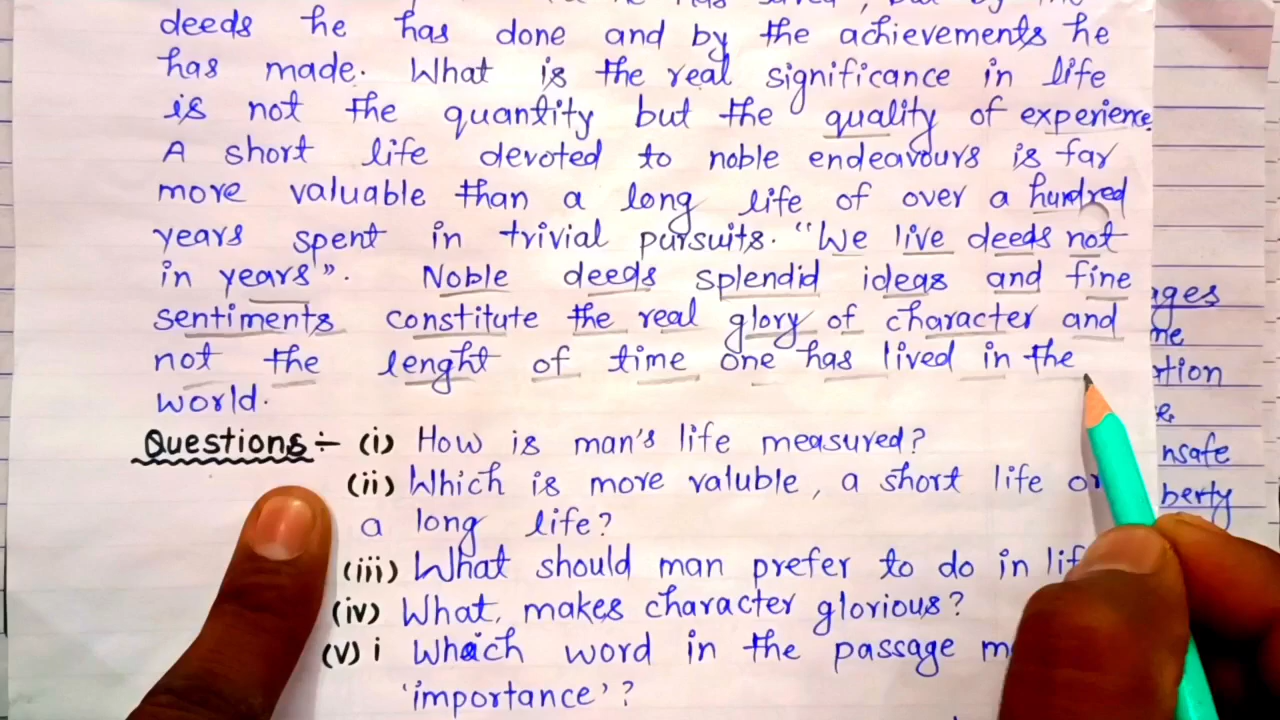 deeds he has done and by the achievements he
has made. What is the real significance in life
is not the quantity but the quality of experience.
A short life devoted to noble endeavours is far
more valuable than a long life of over a hundred
years spent in trivial pursuits. "We live deeds not
in years". Noble deeds splendid ideas and fine
sentiments constitute the real glory of character and
not the lenght of time one has lived in the
world.
Questions÷ (i) How is man's life measured?
(ii) Which is more valuble, a short life or
a long life?
(iii) What should man prefer to do in lif
(iv) What, makes character glorious?
(v) i Which word in the passage m
'importance'?
ages
me
rtion
e.
nsafe
berty